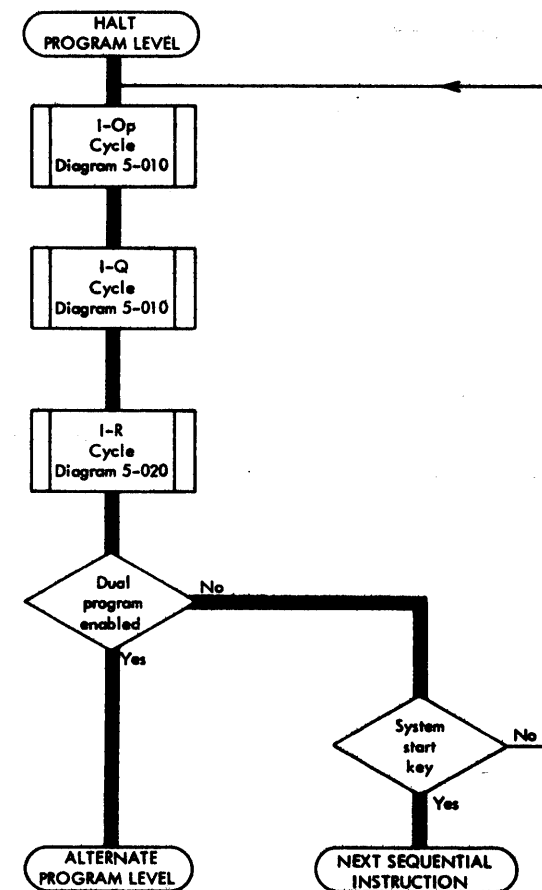 HALT
PROGRAM LEVEL
I-Op
Cycle
Diagram 5-010
I-Q
Cycle
Diagram 5-010
I-R
Cycle
Diagram 5-020
Dual
program
enabled
No
Yes
System
start
key
No
Yes
ALTERNATE
PROGRAM LEVEL
NEXT SEQUENTIAL
INSTRUCTION